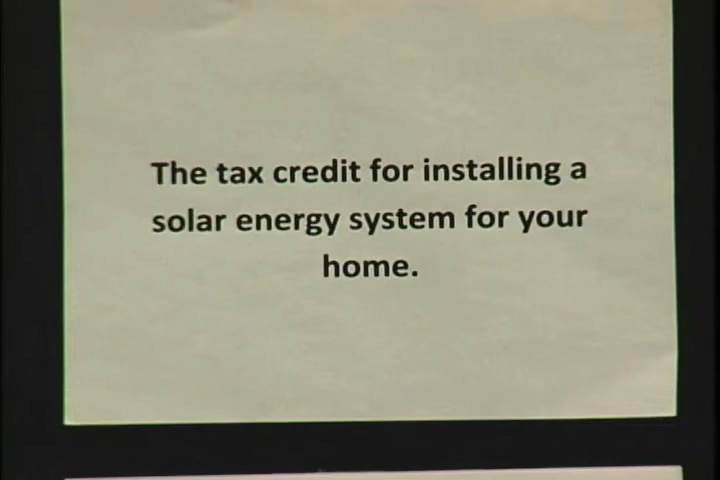 The tax credit for installing a
solar energy system for your
home.